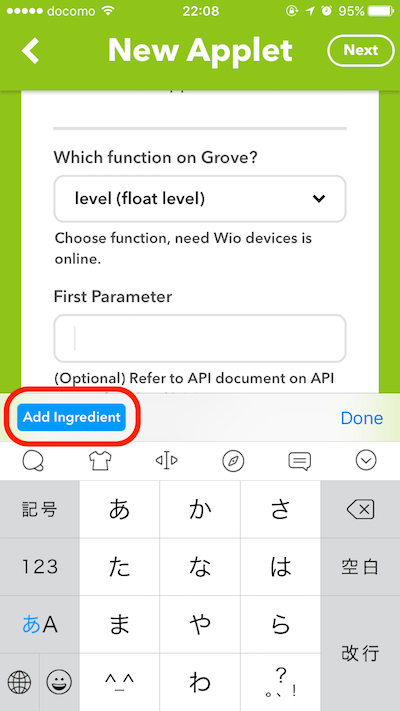 docomo 22:08 95%
New Applet
Next
Which function on Grove?
level (float level)
Choose function, need Wio devices is
online.
First Parameter
(Optional) Refer to API document on API
Add Ingredient
Done
記号 あ か さ
123 た な は 空白
あA ま や ら 改行
^_^ わ 。、?!